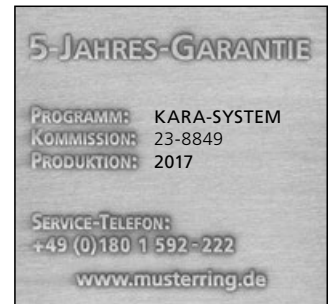 5-JAHRES-GARANTIE
PROGRAMM: KARA-SYSTEM
KOMMISSION: 23-8849
PRODUKTION: 2017
SERVICE-TELEFON:
+49 (0)180 1 592-222
www.musterring.de